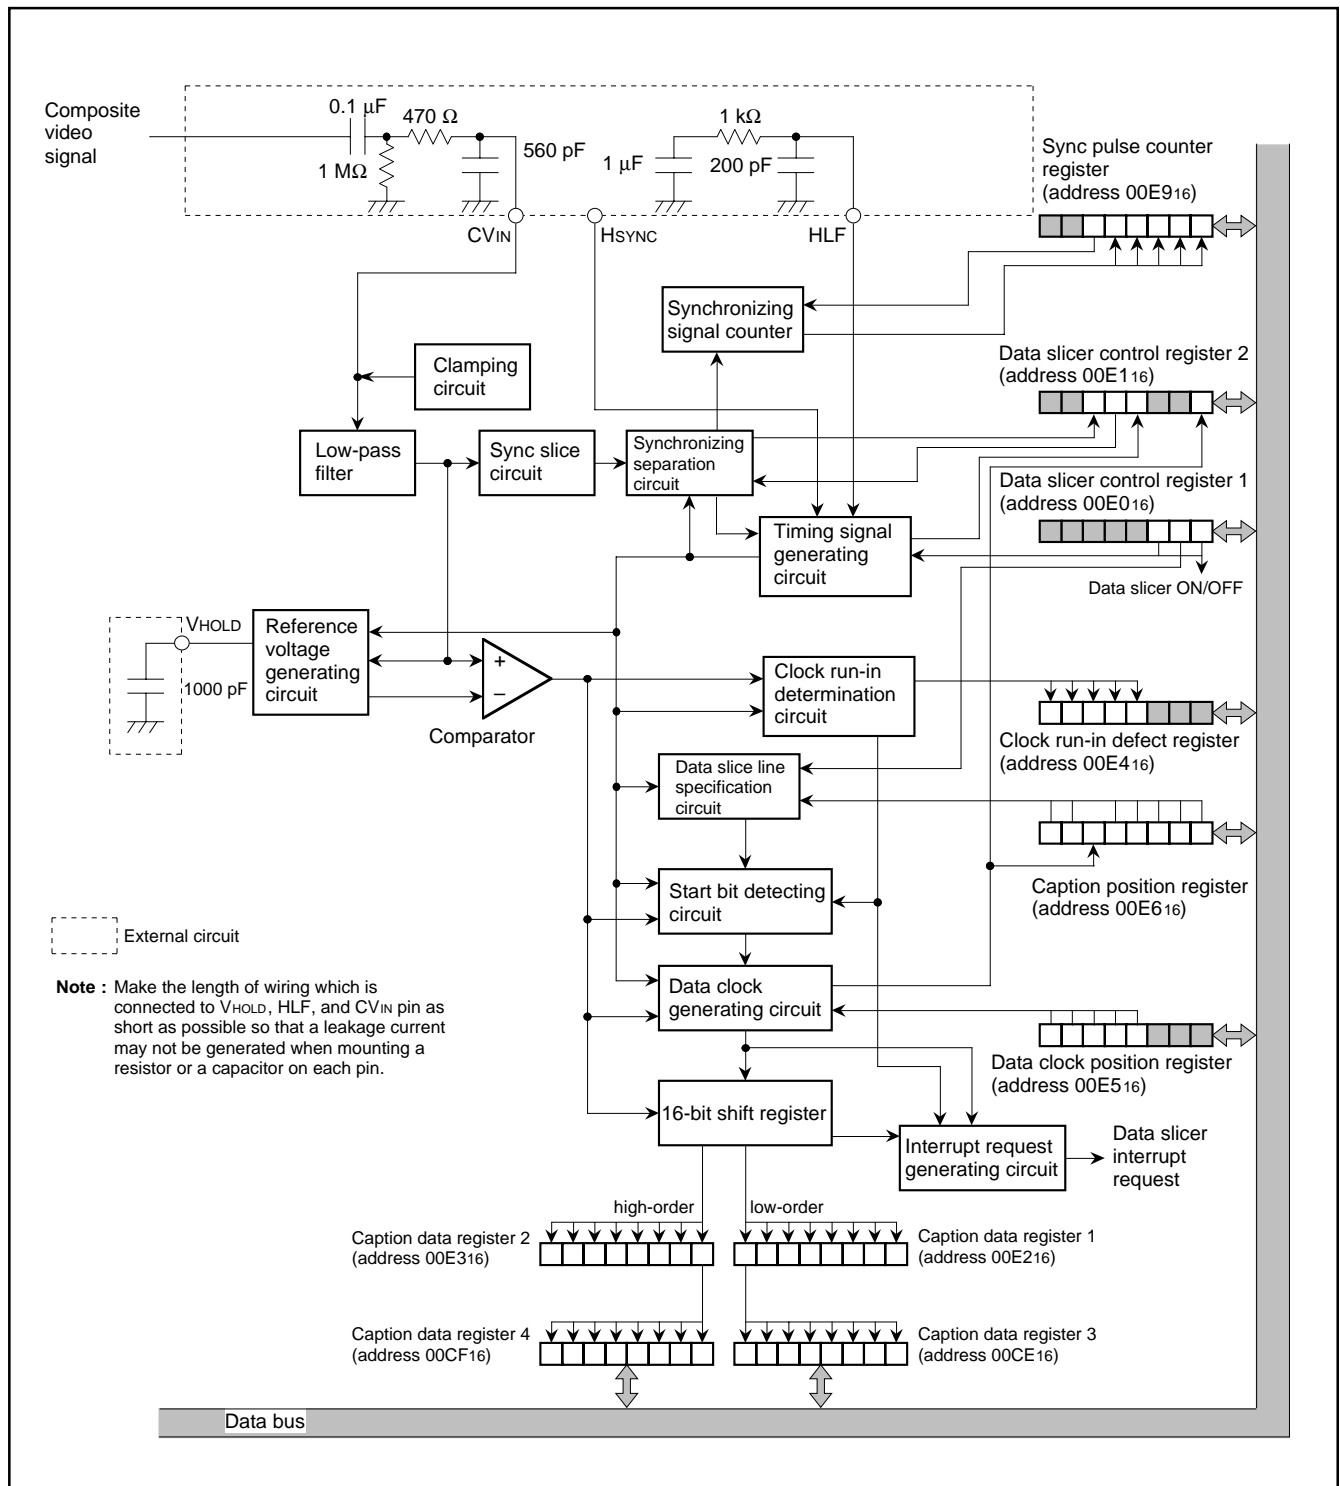 Composite
video
signal
0.1 μF
470 Ω
1 MΩ
560 pF
1 kΩ
1 μF
200 pF
CVIN
HSYNC
HLF
Sync pulse counter
register
(address 00E916)
Synchronizing
signal counter
Clamping
circuit
Data slicer control register 2
(address 00E116)
Low-pass
filter
Sync slice
circuit
Synchronizing
separation
circuit
Data slicer control register 1
(address 00E016)
Timing signal
generating
circuit
Data slicer ON/OFF
VHOLD
1000 pF
Reference
voltage
generating
circuit
+
−
Comparator
Clock run-in
determination
circuit
Clock run-in defect register
(address 00E416)
Data slice line
specification
circuit
Start bit detecting
circuit
Caption position register
(address 00E616)
External circuit
Note : Make the length of wiring which is
connected to VHOLD, HLF, and CVIN pin as
short as possible so that a leakage current
may not be generated when mounting a
resistor or a capacitor on each pin.
Data clock
generating circuit
Data clock position register
(address 00E516)
16-bit shift register
Interrupt request
generating circuit
Data slicer
interrupt
request
high-order
low-order
Caption data register 2
(address 00E316)
Caption data register 1
(address 00E216)
Caption data register 4
(address 00CF16)
Caption data register 3
(address 00CE16)
Data bus